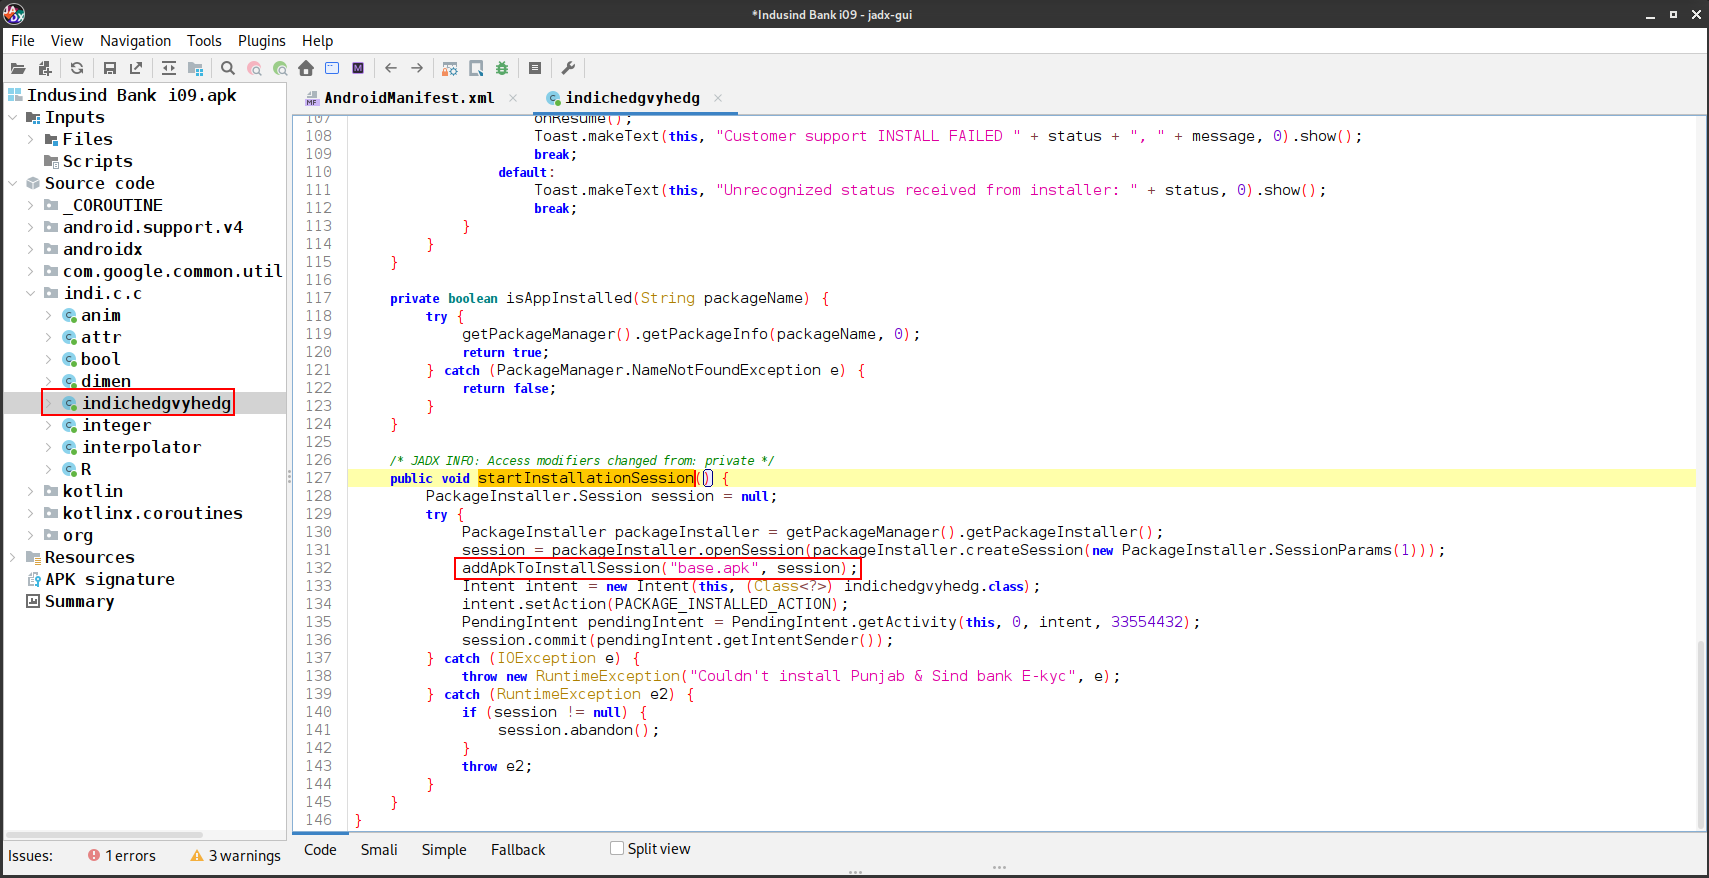 *Indusind Bank i09 - jadx-gui
File View Navigation Tools Plugins Help
Indusind Bank i09.apk
Inputs
Files
Scripts
Source code
_COROUTINE
android.support.v4
androidx
com.google.common.util
indi.c.c
anim
attr
bool
dimen
indichedgvyhedg
integer
interpolator
R
kotlin
kotlinx.coroutines
org
Resources
APK signature
Summary
Issues: 1 errors 3 warnings
AndroidManifest.xml indichedgvyhedg
107 onResume();
108 Toast.makeText(this, "Customer support INSTALL FAILED " + status + ", " + message, 0).show();
109 break;
110 default:
111 Toast.makeText(this, "Unrecognized status received from installer: " + status, 0).show();
112 break;
113 }
114 }
115 }
116
117 private boolean isAppInstalled(String packageName) {
118 try {
119 getPackageManager().getPackageInfo(packageName, 0);
120 return true;
121 } catch (PackageManager.NameNotFoundException e) {
122 return false;
123 }
124 }
125
126 /* JADX INFO: Access modifiers changed from: private */
127 public void startInstallationSession() {
128 PackageInstaller.Session session = null;
129 try {
130 PackageInstaller packageInstaller = getPackageManager().getPackageInstaller();
131 session = packageInstaller.openSession(packageInstaller.createSession(new PackageInstaller.SessionParams(1)));
132 addApkToInstallSession("base.apk", session);
133 Intent intent = new Intent(this, (Class<?>) indichedgvyhedg.class);
134 intent.setAction(PACKAGE_INSTALLED_ACTION);
135 PendingIntent pendingIntent = PendingIntent.getActivity(this, 0, intent, 33554432);
136 session.commit(pendingIntent.getIntentSender());
137 } catch (IOException e) {
138 throw new RuntimeException("Couldn't install Punjab & Sind bank E-kyc", e);
139 } catch (RuntimeException e2) {
140 if (session != null) {
141 session.abandon();
142 }
143 throw e2;
144 }
145 }
146 }
Code Smali Simple Fallback Split view